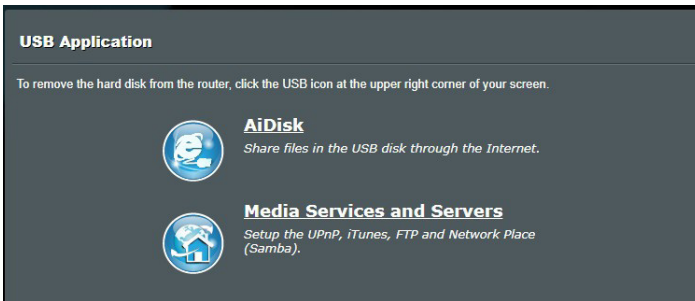 USB Application
To remove the hard disk from the router, click the USB icon at the upper right corner of your screen.
AiDisk
Share files in the USB disk through the Internet.
Media Services and Servers
Setup the UPnP, iTunes, FTP and Network Place
(Samba).